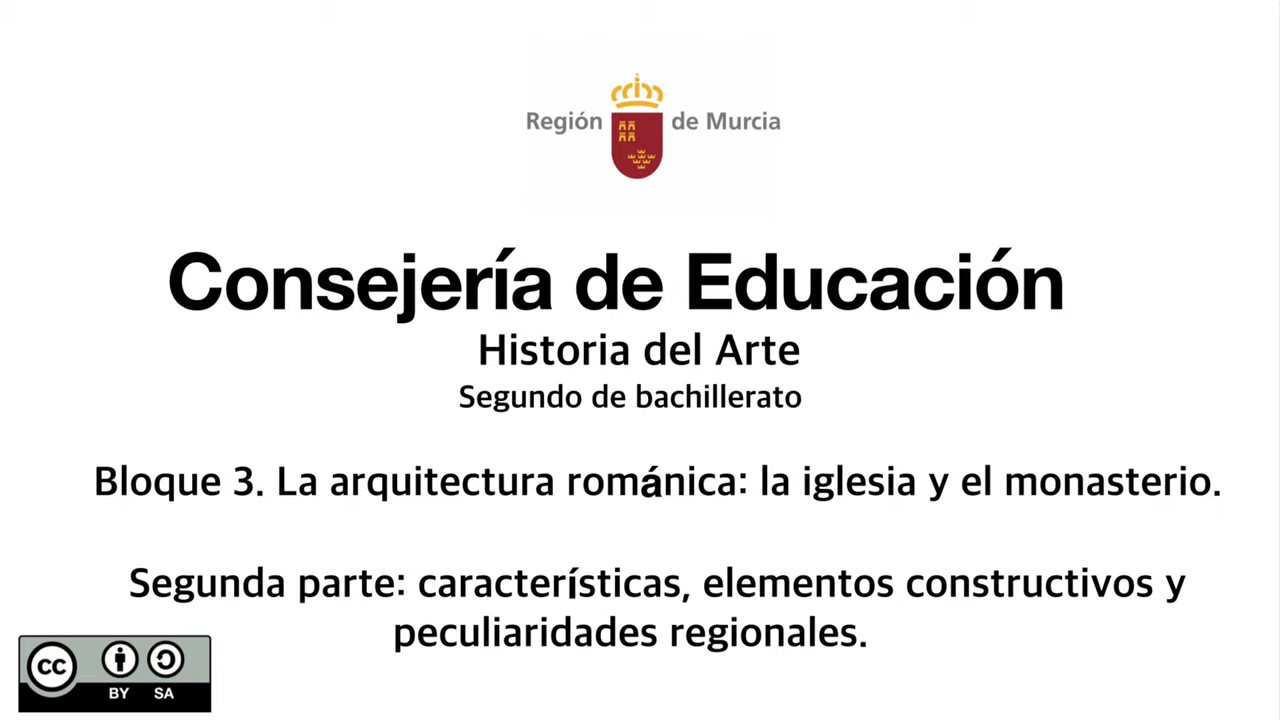 Región de Murcia
Consejería de Educación
Historia del Arte
Segundo de bachillerato
Bloque 3. La arquitectura románica: la iglesia y el monasterio.
Segunda parte: características, elementos constructivos y
peculiaridades regionales.
cc
BY SA